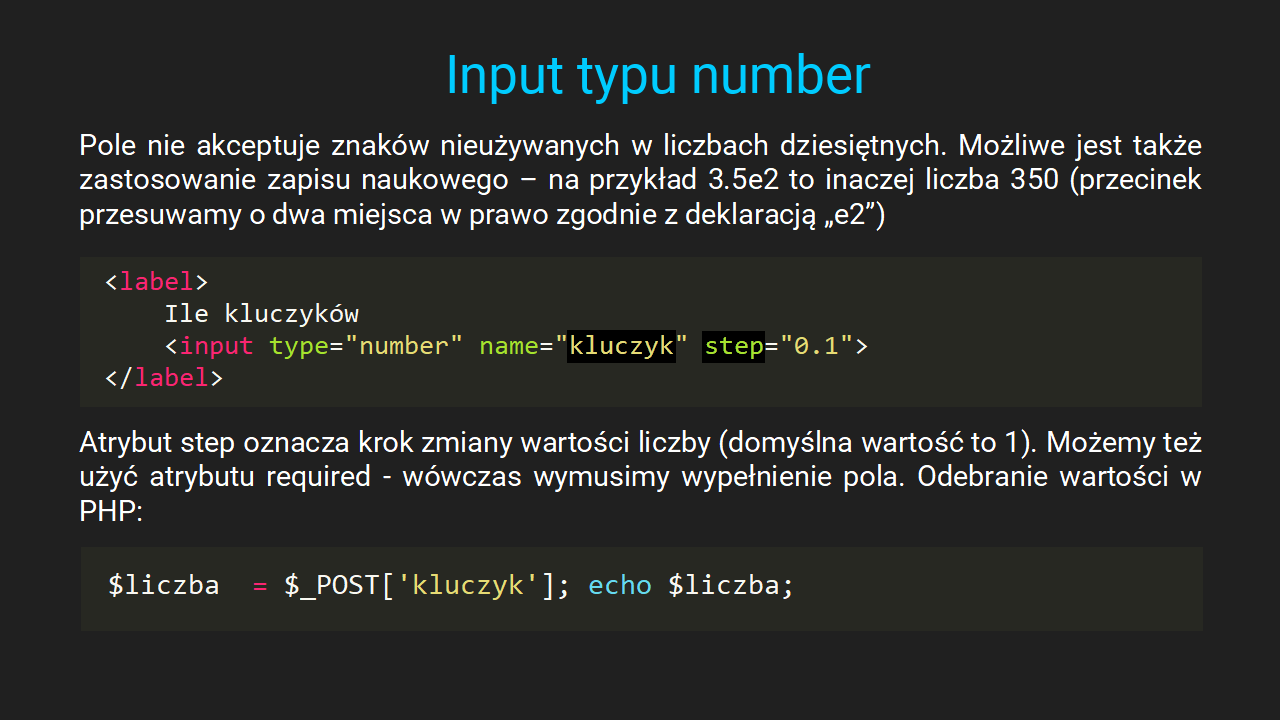 Input typu number
Pole nie akceptuje znaków nieużywanych w liczbach dziesiętnych. Możliwe jest także
zastosowanie zapisu naukowego – na przykład 3.5e2 to inaczej liczba 350 (przecinek
przesuwamy o dwa miejsca w prawo zgodnie z deklaracją „e2”)
<label>
    Ile kluczyków
    <input type="number" name="kluczyk" step="0.1">
</label>
Atrybut step oznacza krok zmiany wartości liczby (domyślna wartość to 1). Możemy też
użyć atrybutu required - wówczas wymusimy wypełnienie pola. Odebranie wartości w
PHP:
$liczba  = $_POST['kluczyk']; echo $liczba;